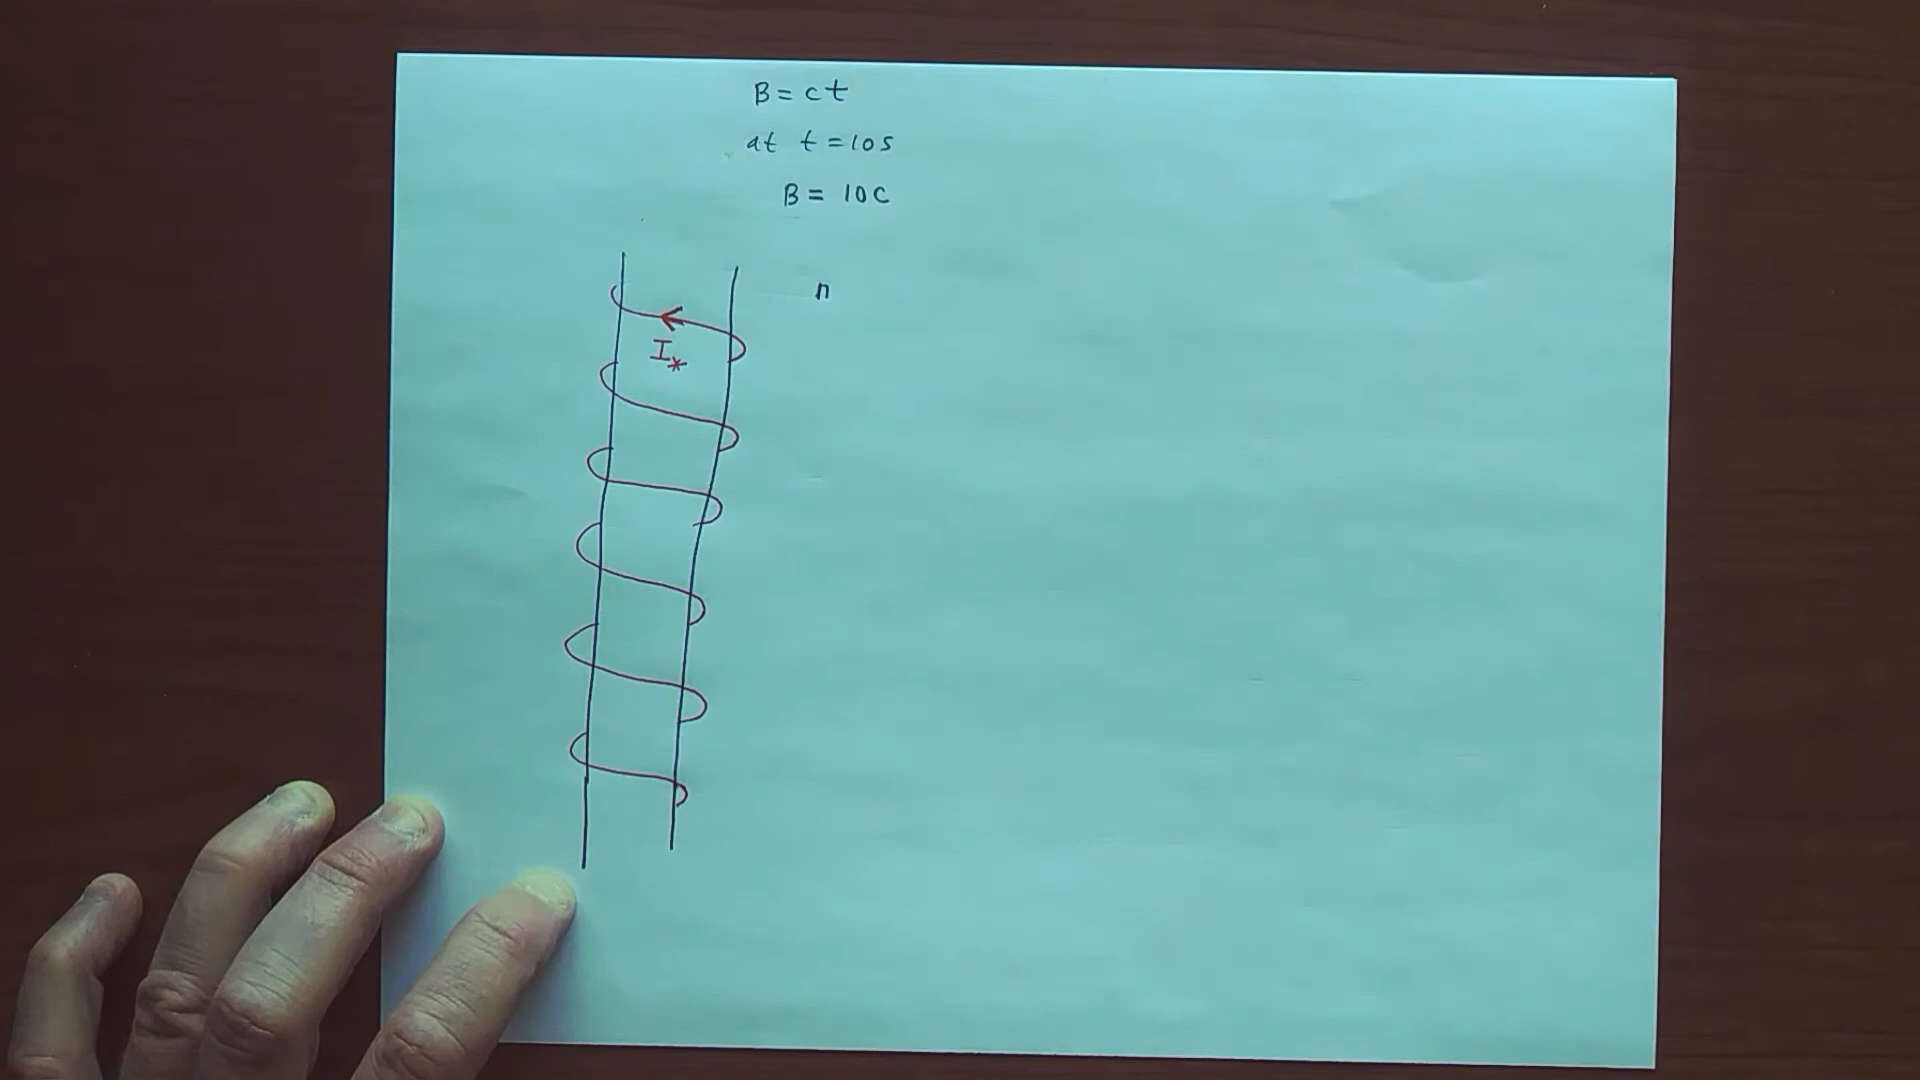 B = ct
at t = 10s
B = 10c
n
I*